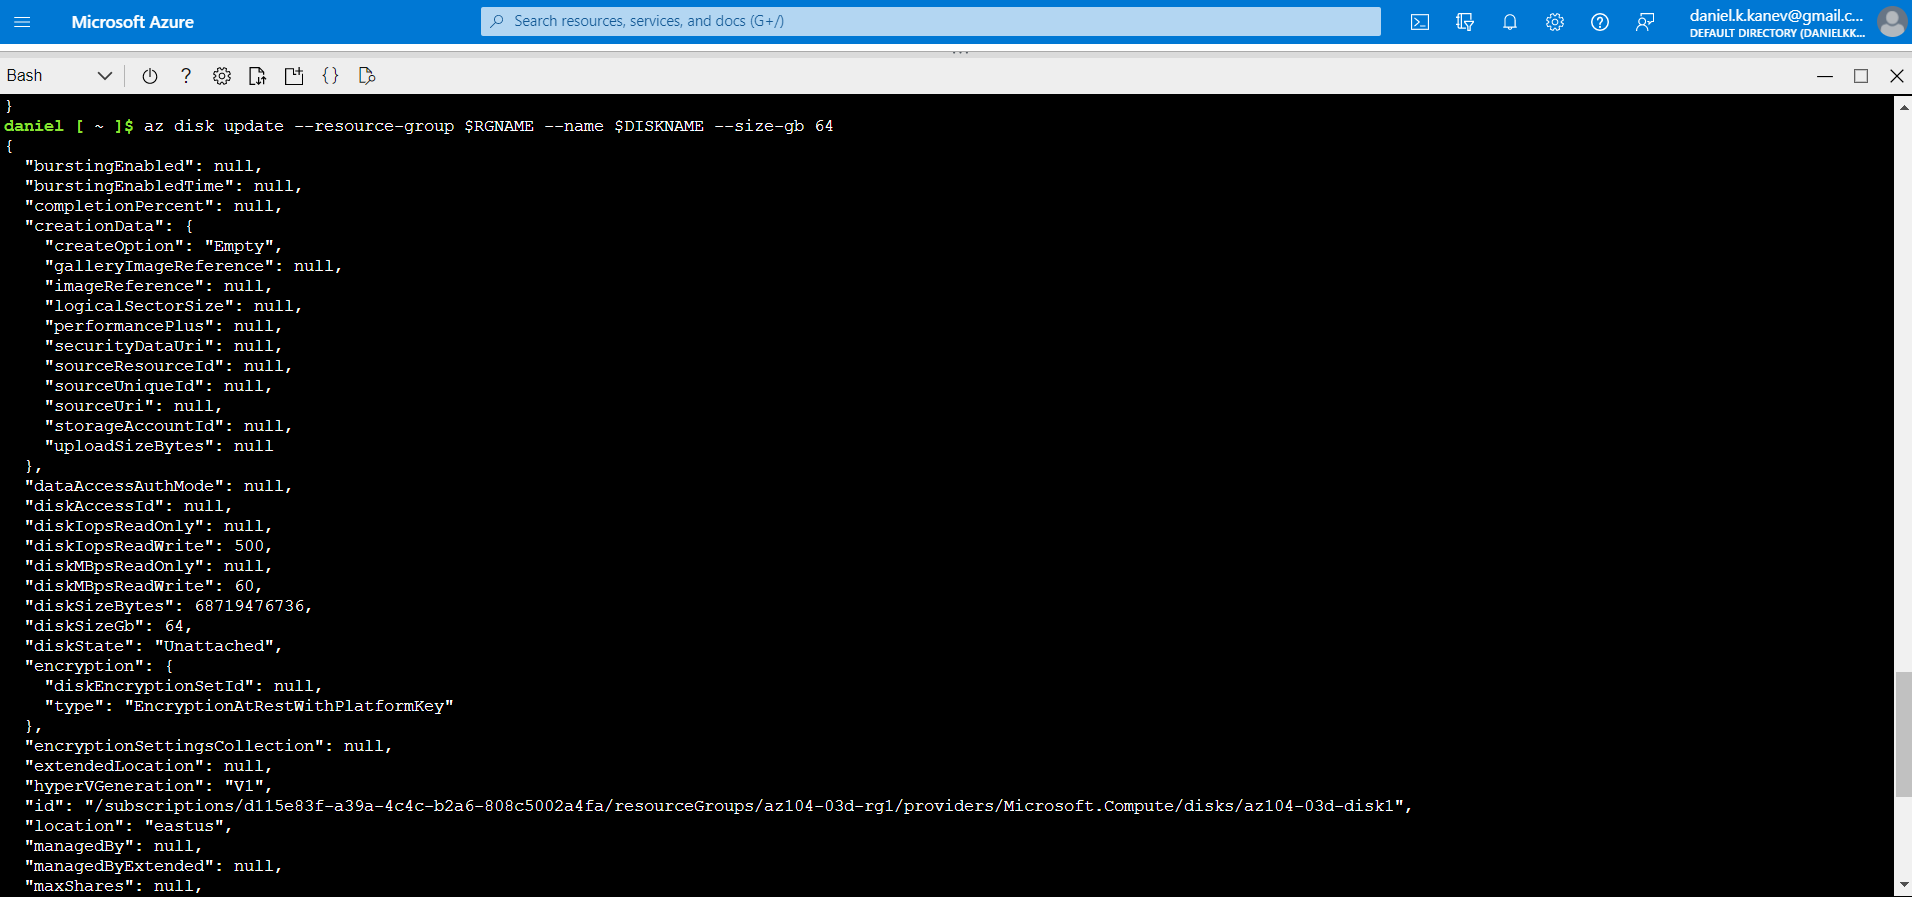 Microsoft Azure
Search resources, services, and docs (G+/)
daniel.k.kanev@gmail.c...
DEFAULT DIRECTORY (DANIELKK...
Bash
}
daniel [ ~ ]$ az disk update --resource-group $RGNAME --name $DISKNAME --size-gb 64
{
  "burstingEnabled": null,
  "burstingEnabledTime": null,
  "completionPercent": null,
  "creationData": {
    "createOption": "Empty",
    "galleryImageReference": null,
    "imageReference": null,
    "logicalSectorSize": null,
    "performancePlus": null,
    "securityDataUri": null,
    "sourceResourceId": null,
    "sourceUniqueId": null,
    "sourceUri": null,
    "storageAccountId": null,
    "uploadSizeBytes": null
  },
  "dataAccessAuthMode": null,
  "diskAccessId": null,
  "diskIopsReadOnly": null,
  "diskIopsReadWrite": 500,
  "diskMBpsReadOnly": null,
  "diskMBpsReadWrite": 60,
  "diskSizeBytes": 68719476736,
  "diskSizeGb": 64,
  "diskState": "Unattached",
  "encryption": {
    "diskEncryptionSetId": null,
    "type": "EncryptionAtRestWithPlatformKey"
  },
  "encryptionSettingsCollection": null,
  "extendedLocation": null,
  "hyperVGeneration": "V1",
  "id": "/subscriptions/d115e83f-a39a-4c4c-b2a6-808c5002a4fa/resourceGroups/az104-03d-rg1/providers/Microsoft.Compute/disks/az104-03d-disk1",
  "location": "eastus",
  "managedBy": null,
  "managedByExtended": null,
  "maxShares": null,